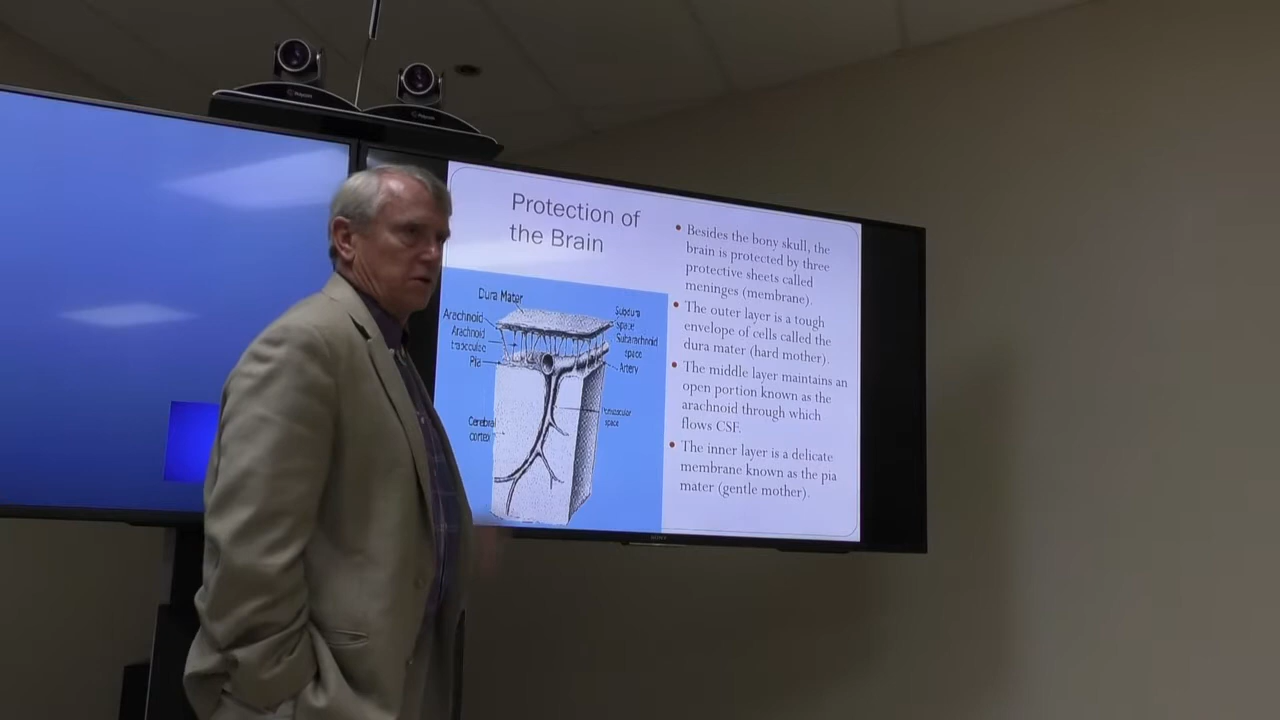 Protection of
the Brain
Besides the bony skull, the
brain is protected by three
protective sheets called
meninges (membrane).
The outer layer is a tough
envelope of cells called the
dura mater (hard mother).
The middle layer maintains an
open portion known as the
arachnoid through which
flows CSF.
The inner layer is a delicate
membrane known as the pia
mater (gentle mother).
Dura Mater
Arachnoid
Arachnoid
Pia
Cerebral
cortex
space
Subarachnoid
space
Artery
space
SONY